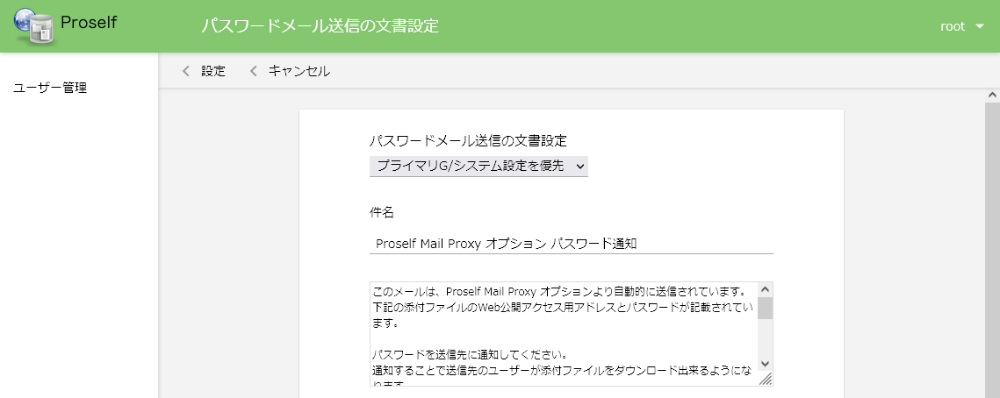 Proself
パスワードメール送信の文書設定
root
ユーザー管理
設定
キャンセル
パスワードメール送信の文書設定
プライマリG/システム設定を優先
件名
Proself Mail Proxy オプション パスワード通知
このメールは、Proself Mail Proxy オプションより自動的に送信されています。
下記の添付ファイルのWeb公開アクセス用アドレスとパスワードが記載されてい
ます。
パスワードを送信先に通知してください。
通知することで送信先のユーザーが添付ファイルをダウンロード出来るようにな
ります。